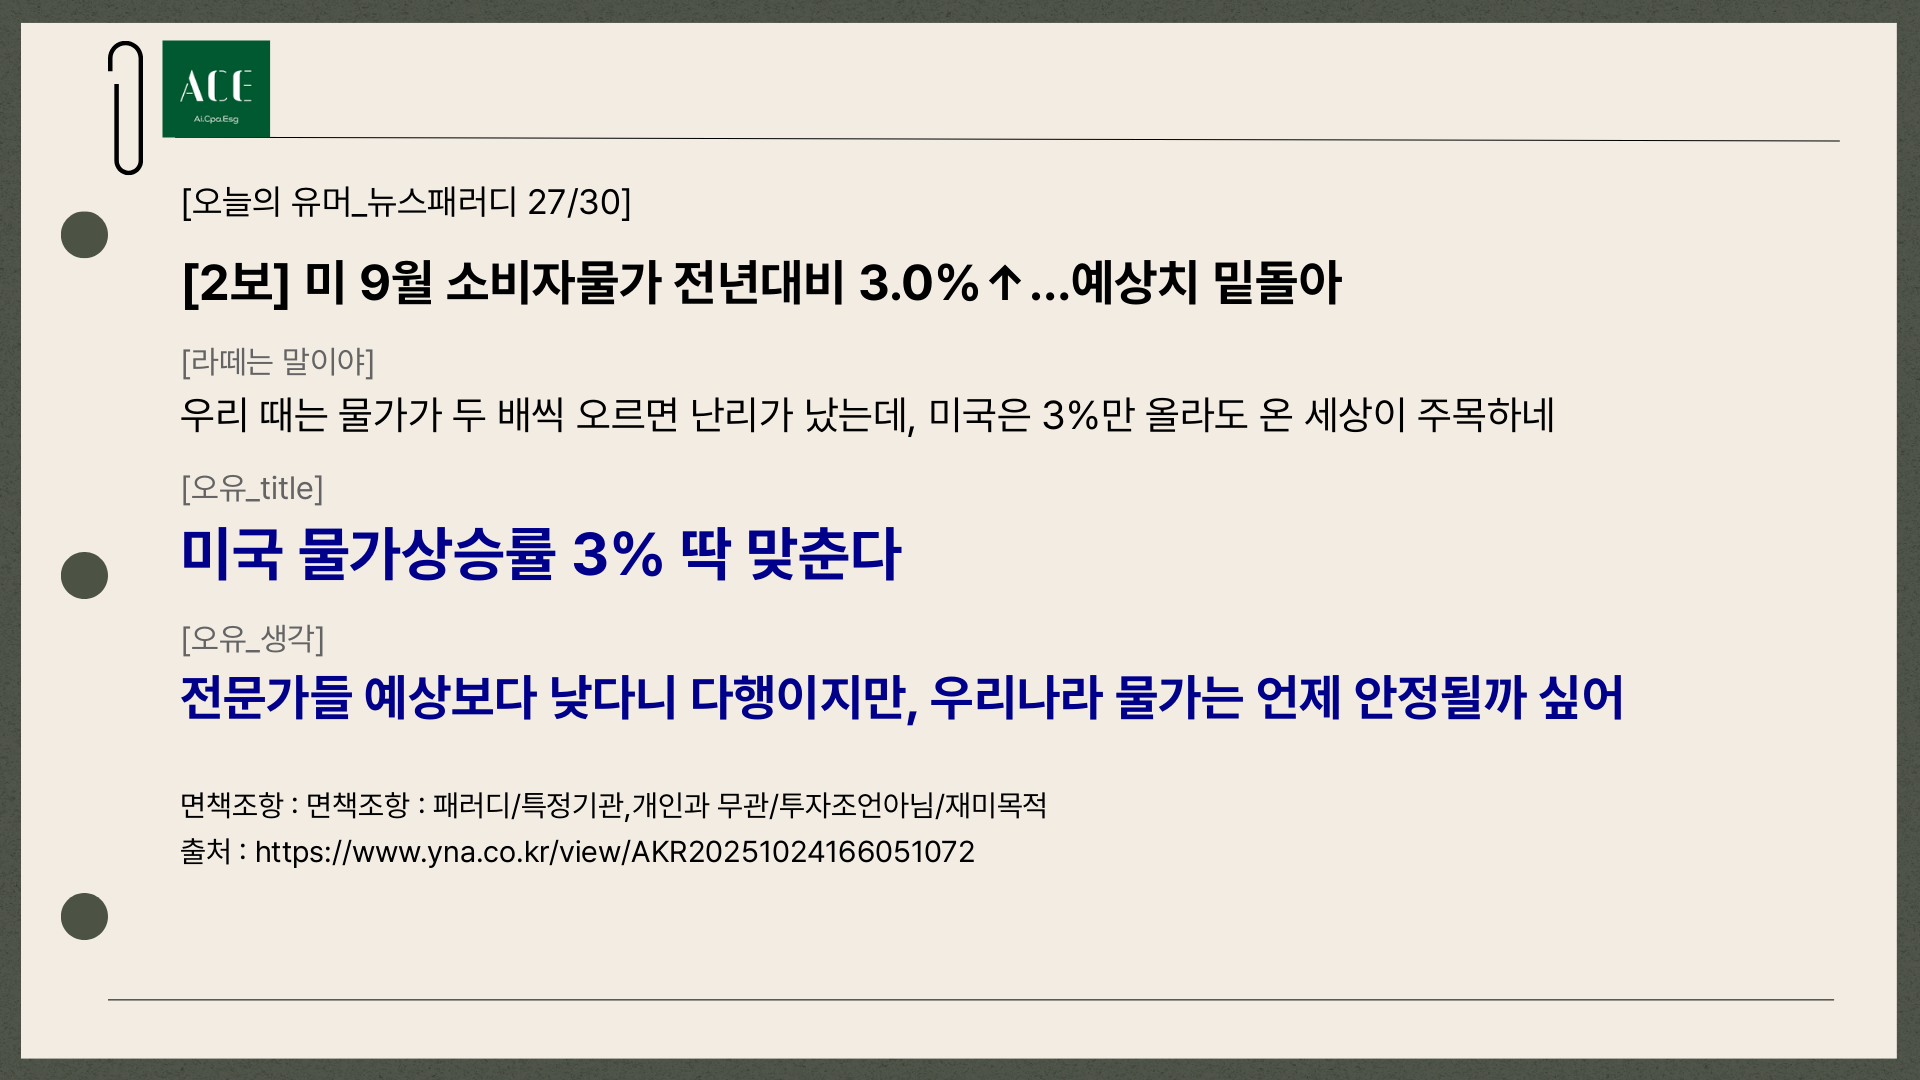 ACE
Ai.Cpa.Esg
[오늘의 유머_뉴스패러디 27/30]
[2보] 미 9월 소비자물가 전년대비 3.0%↑…예상치 밑돌아
[라떼는 말이야]
우리 때는 물가가 두 배씩 오르면 난리가 났는데, 미국은 3%만 올라도 온 세상이 주목하네
[오유_title]
미국 물가상승률 3% 딱 맞춘다
[오유_생각]
전문가들 예상보다 낮다니 다행이지만, 우리나라 물가는 언제 안정될까 싶어
면책조항 : 면책조항 : 패러디/특정기관,개인과 무관/투자조언아님/재미목적
출처 : https://www.yna.co.kr/view/AKR20251024166051072